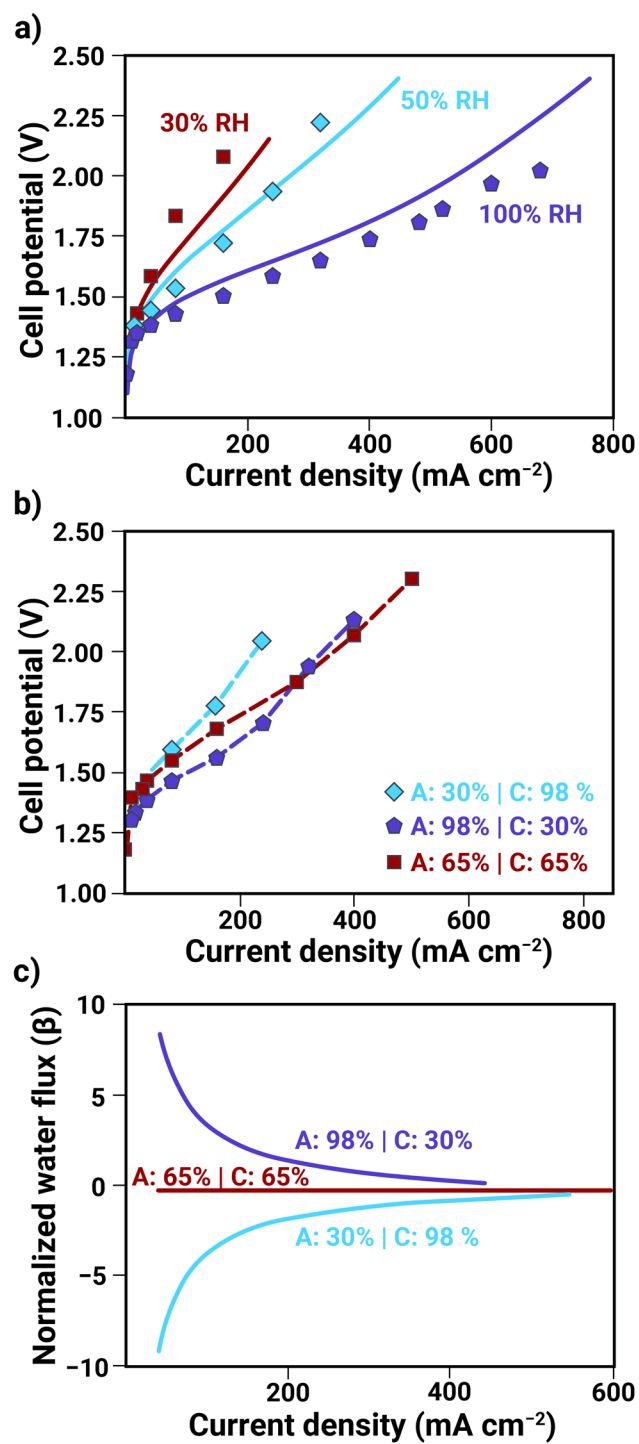 a)
Cell potential (V)
2.50
2.25
2.00
1.75
1.50
1.25
1.00
30% RH
50% RH
100% RH
200
400
600
800
Current density (mA cm⁻²)
b)
Cell potential (V)
2.50
2.25
2.00
1.75
1.50
1.25
1.00
A: 30% | C: 98 %
A: 98% | C: 30%
A: 65% | C: 65%
200
400
600
800
Current density (mA cm⁻²)
c)
Normalized water flux (β)
10
5
0
−5
−10
A: 98% | C: 30%
A: 65% | C: 65%
A: 30% | C: 98 %
200
400
600
Current density (mA cm⁻²)